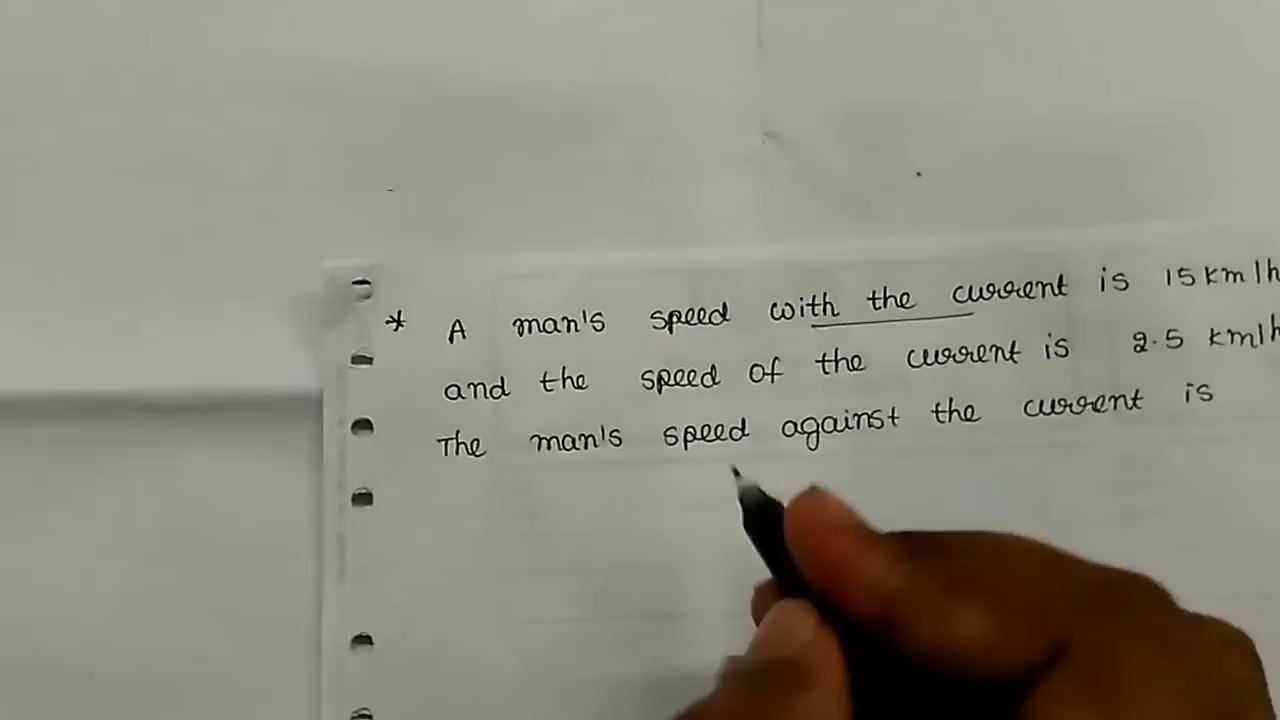 * A man's speed with the current is 15 km/h
and the speed of the current is 2.5 km/h
The man's speed against the current is